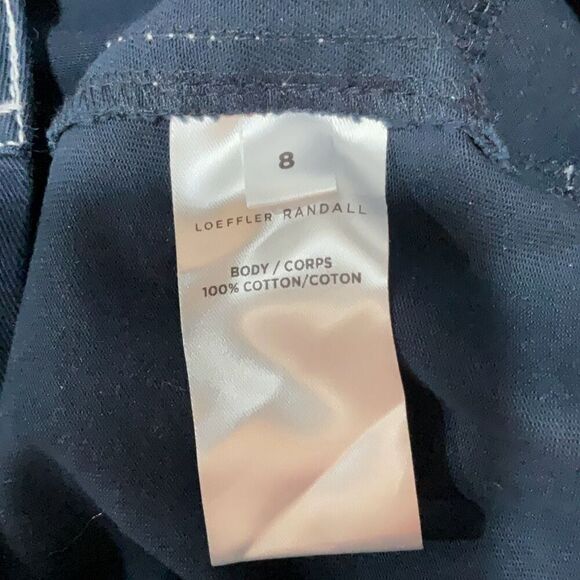 8
LOEFFLER RANDALL
BODY / CORPS
100% COTTON/COTON